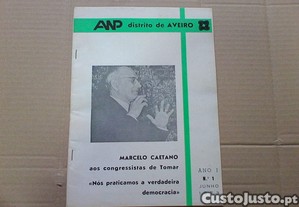 ANP distrito de AVEIRO
MARCELO CAETANO
aos congressistas de Tomar
«Nós praticamos a verdadeira
democracia»
ANO I
N.º 1
JUNHO
CustoJusto.pt